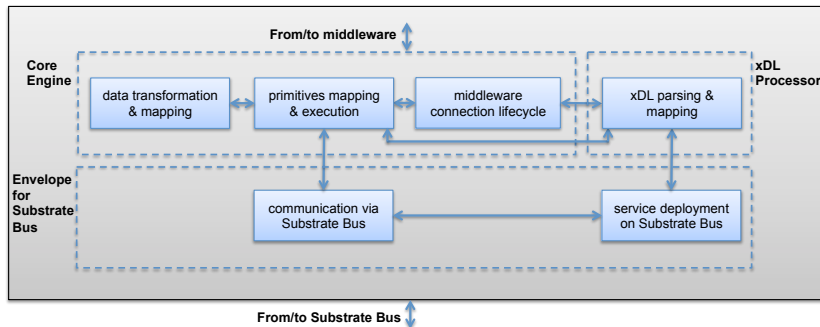 From/to middleware
Core
Engine
xDL
Processor
data transformation
& mapping
primitives mapping
& execution
middleware
connection lifecycle
xDL parsing &
mapping
Envelope
for
Substrate
Bus
communication via
Substrate Bus
service deployment
on Substrate Bus
From/to Substrate Bus